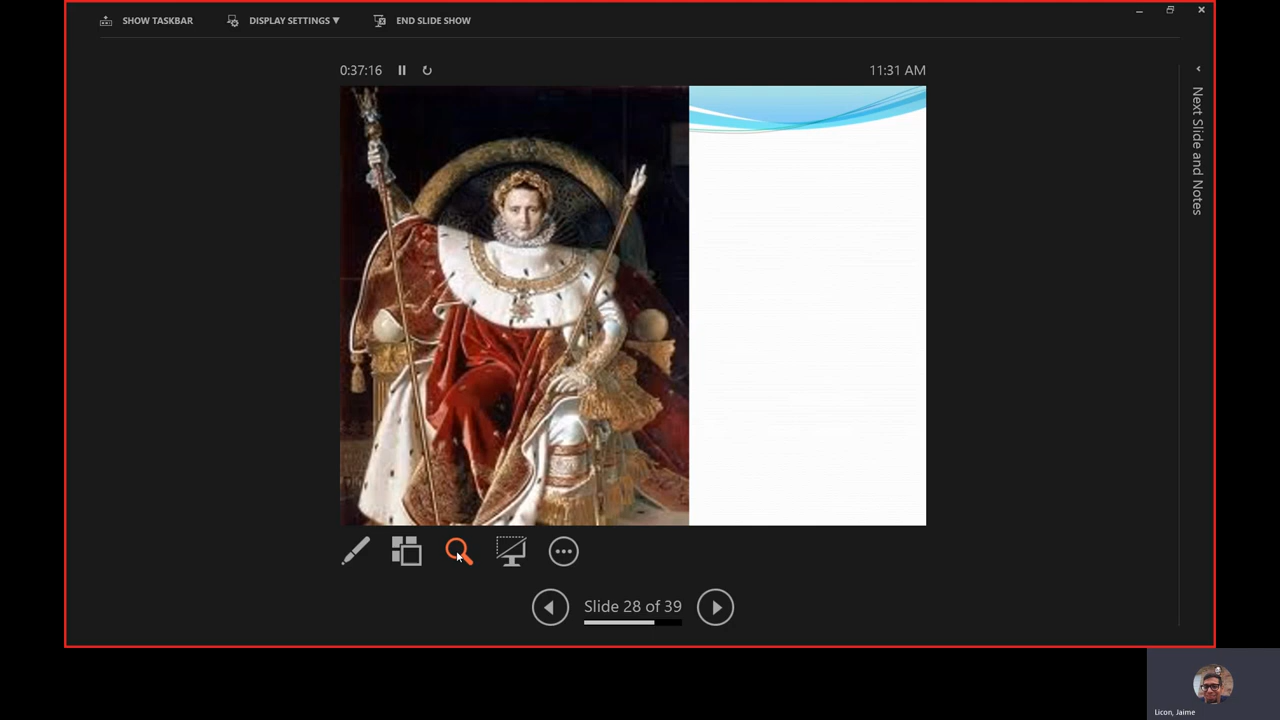 SHOW TASKBAR
DISPLAY SETTINGS ▼
END SLIDE SHOW
0:37:16
11:31 AM
Next Slide and Notes
Slide 28 of 39
Licon, Jaime